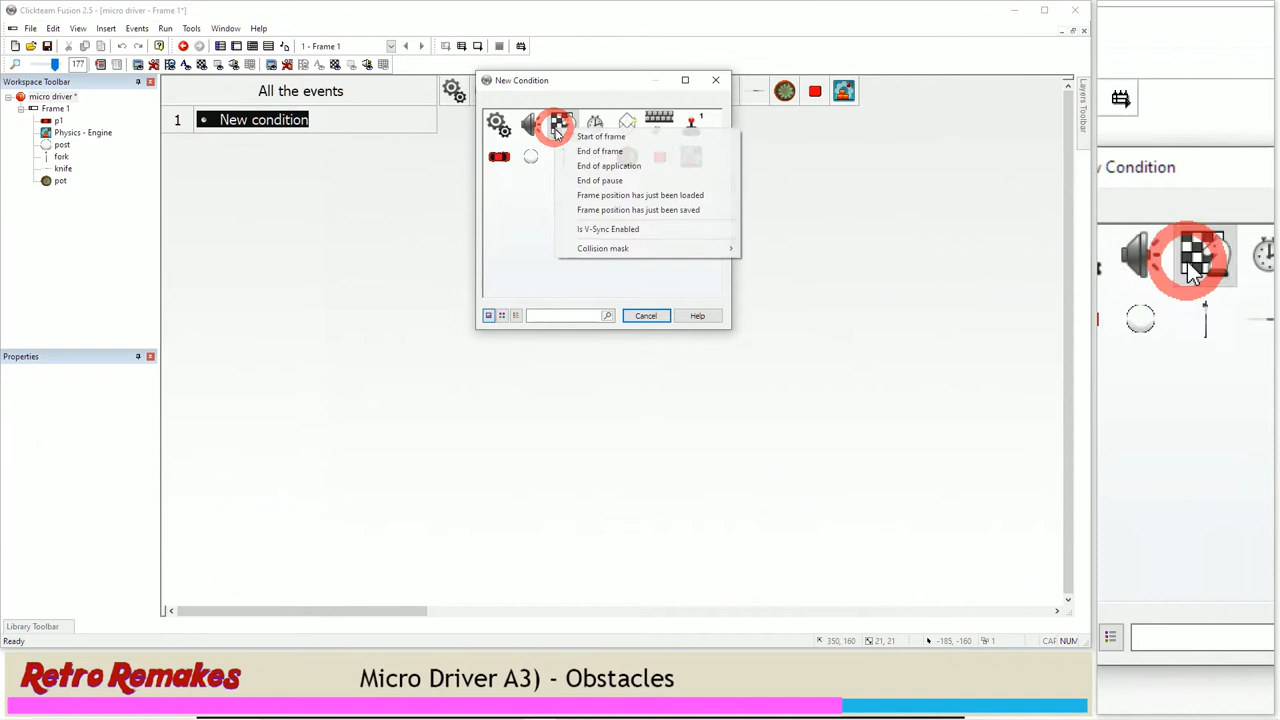 Clickteam Fusion 2.5 - [micro driver - Frame 1]
File Edit View Insert Events Run Tools Window Help
1 - Frame 1
177
Workspace Toolbar
micro driver *
Frame 1
p1
Physics - Engine
post
fork
knife
pot
Properties
Library Toolbar
Ready
All the events
1 New condition
New Condition
1
Start of frame
End of frame
End of application
End of pause
Frame position has just been loaded
Frame position has just been saved
Is V-Sync Enabled
Collision mask
Cancel Help
Layers Toolbar
350, 160 21, 21 -185, -160 1 CAF NUM
w Condition
Retro Remakes
Micro Driver A3) - Obstacles